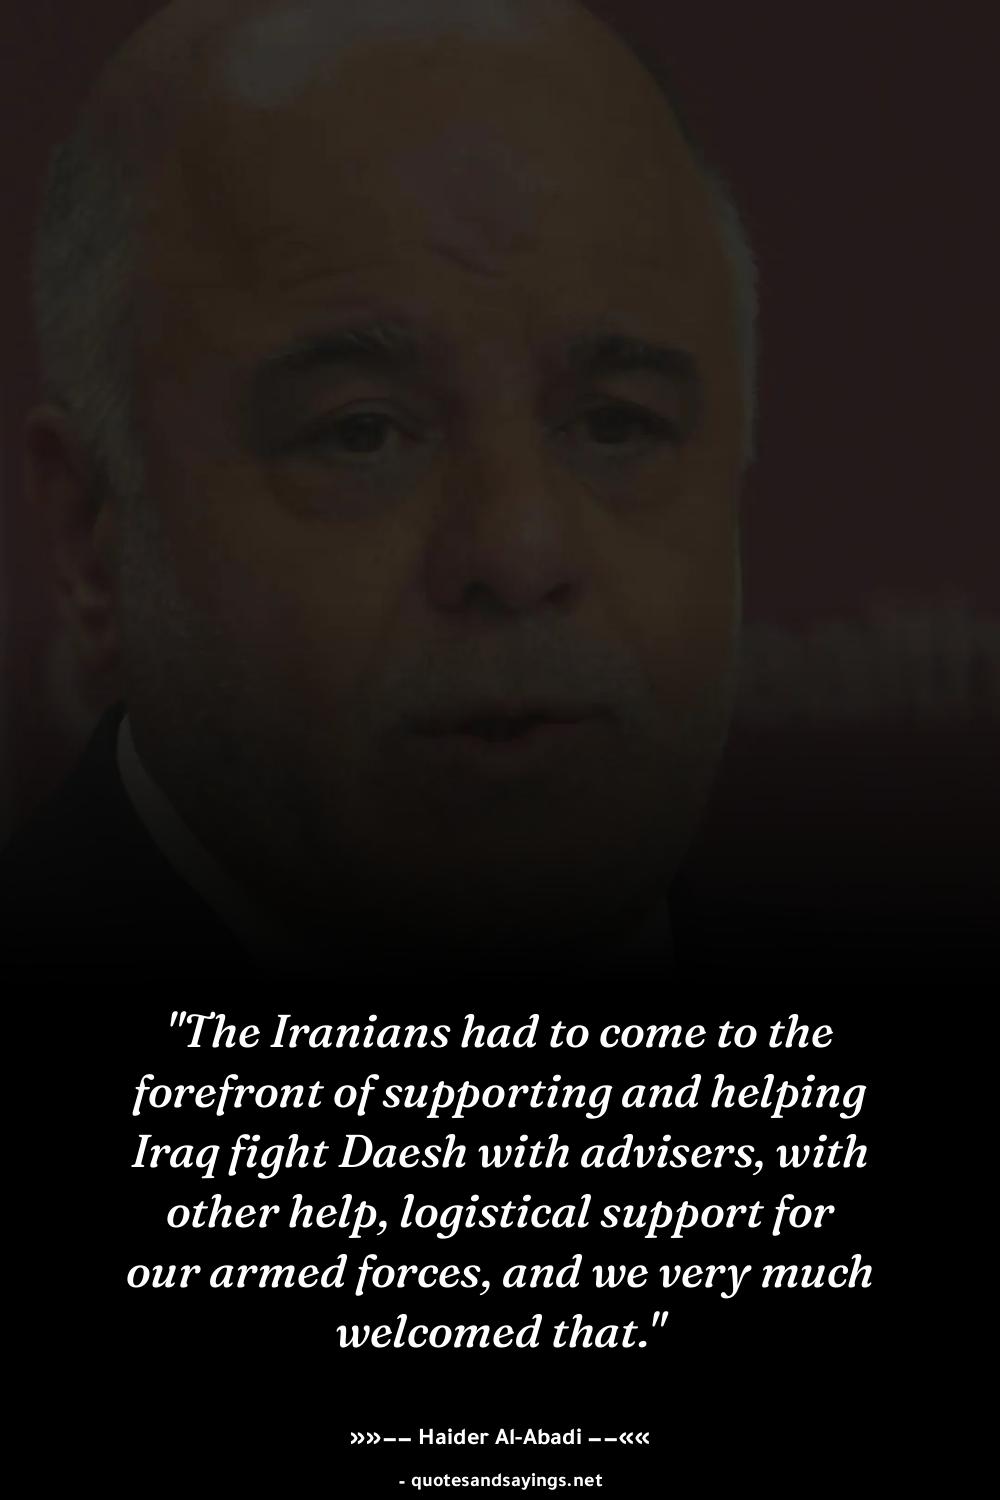 "The Iranians had to come to the
forefront of supporting and helping
Iraq fight Daesh with advisers, with
other help, logistical support for
our armed forces, and we very much
welcomed that."
»»–– Haider Al-Abadi ––««
- quotesandsayings.net